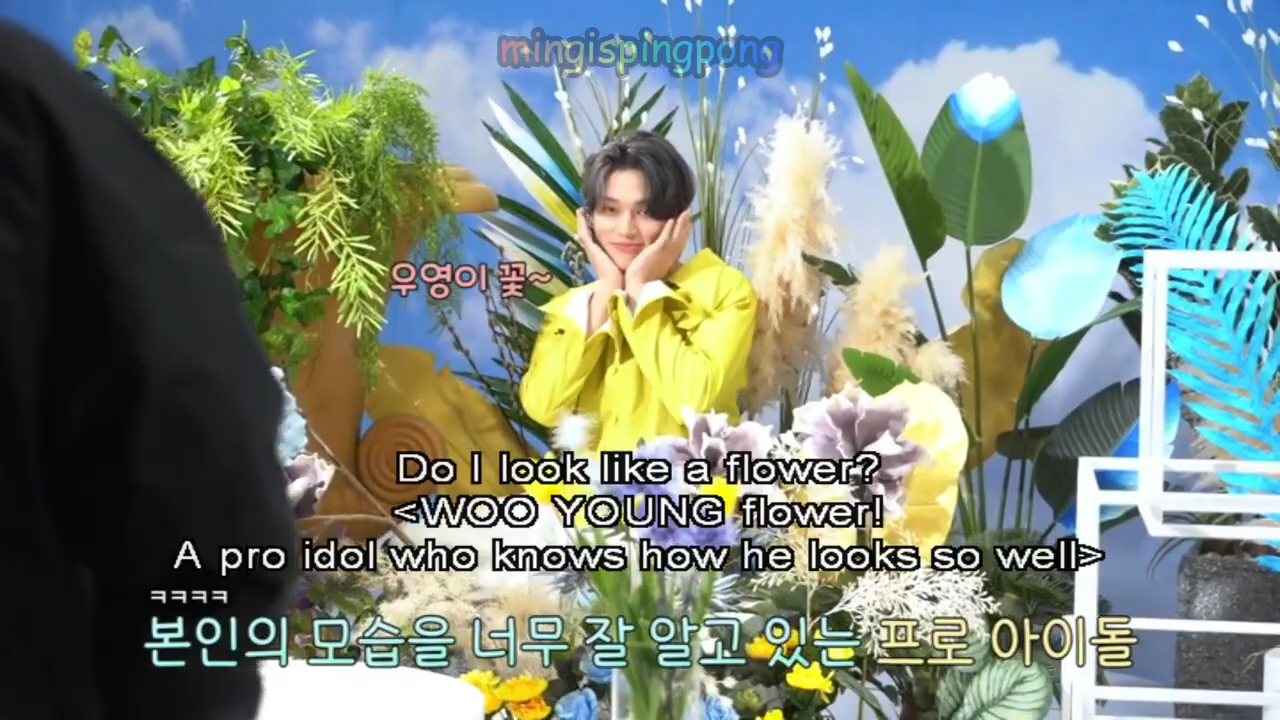 mingispingpong
우영이 꽃~
Do I look like a flower?
<WOO YOUNG flower!
A pro idol who knows how he looks so well>
ㅋㅋㅋㅋ
본인의 모습을 너무 잘 알고 있는 프로 아이돌